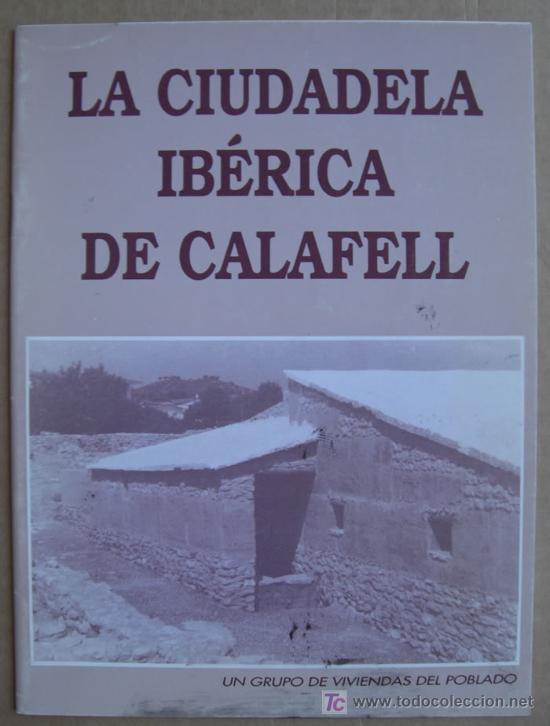 LA CIUDADELA
IBÉRICA
DE CALAFELL
UN GRUPO DE VIVIENDAS DEL POBLADO
www.todocoleccion.net